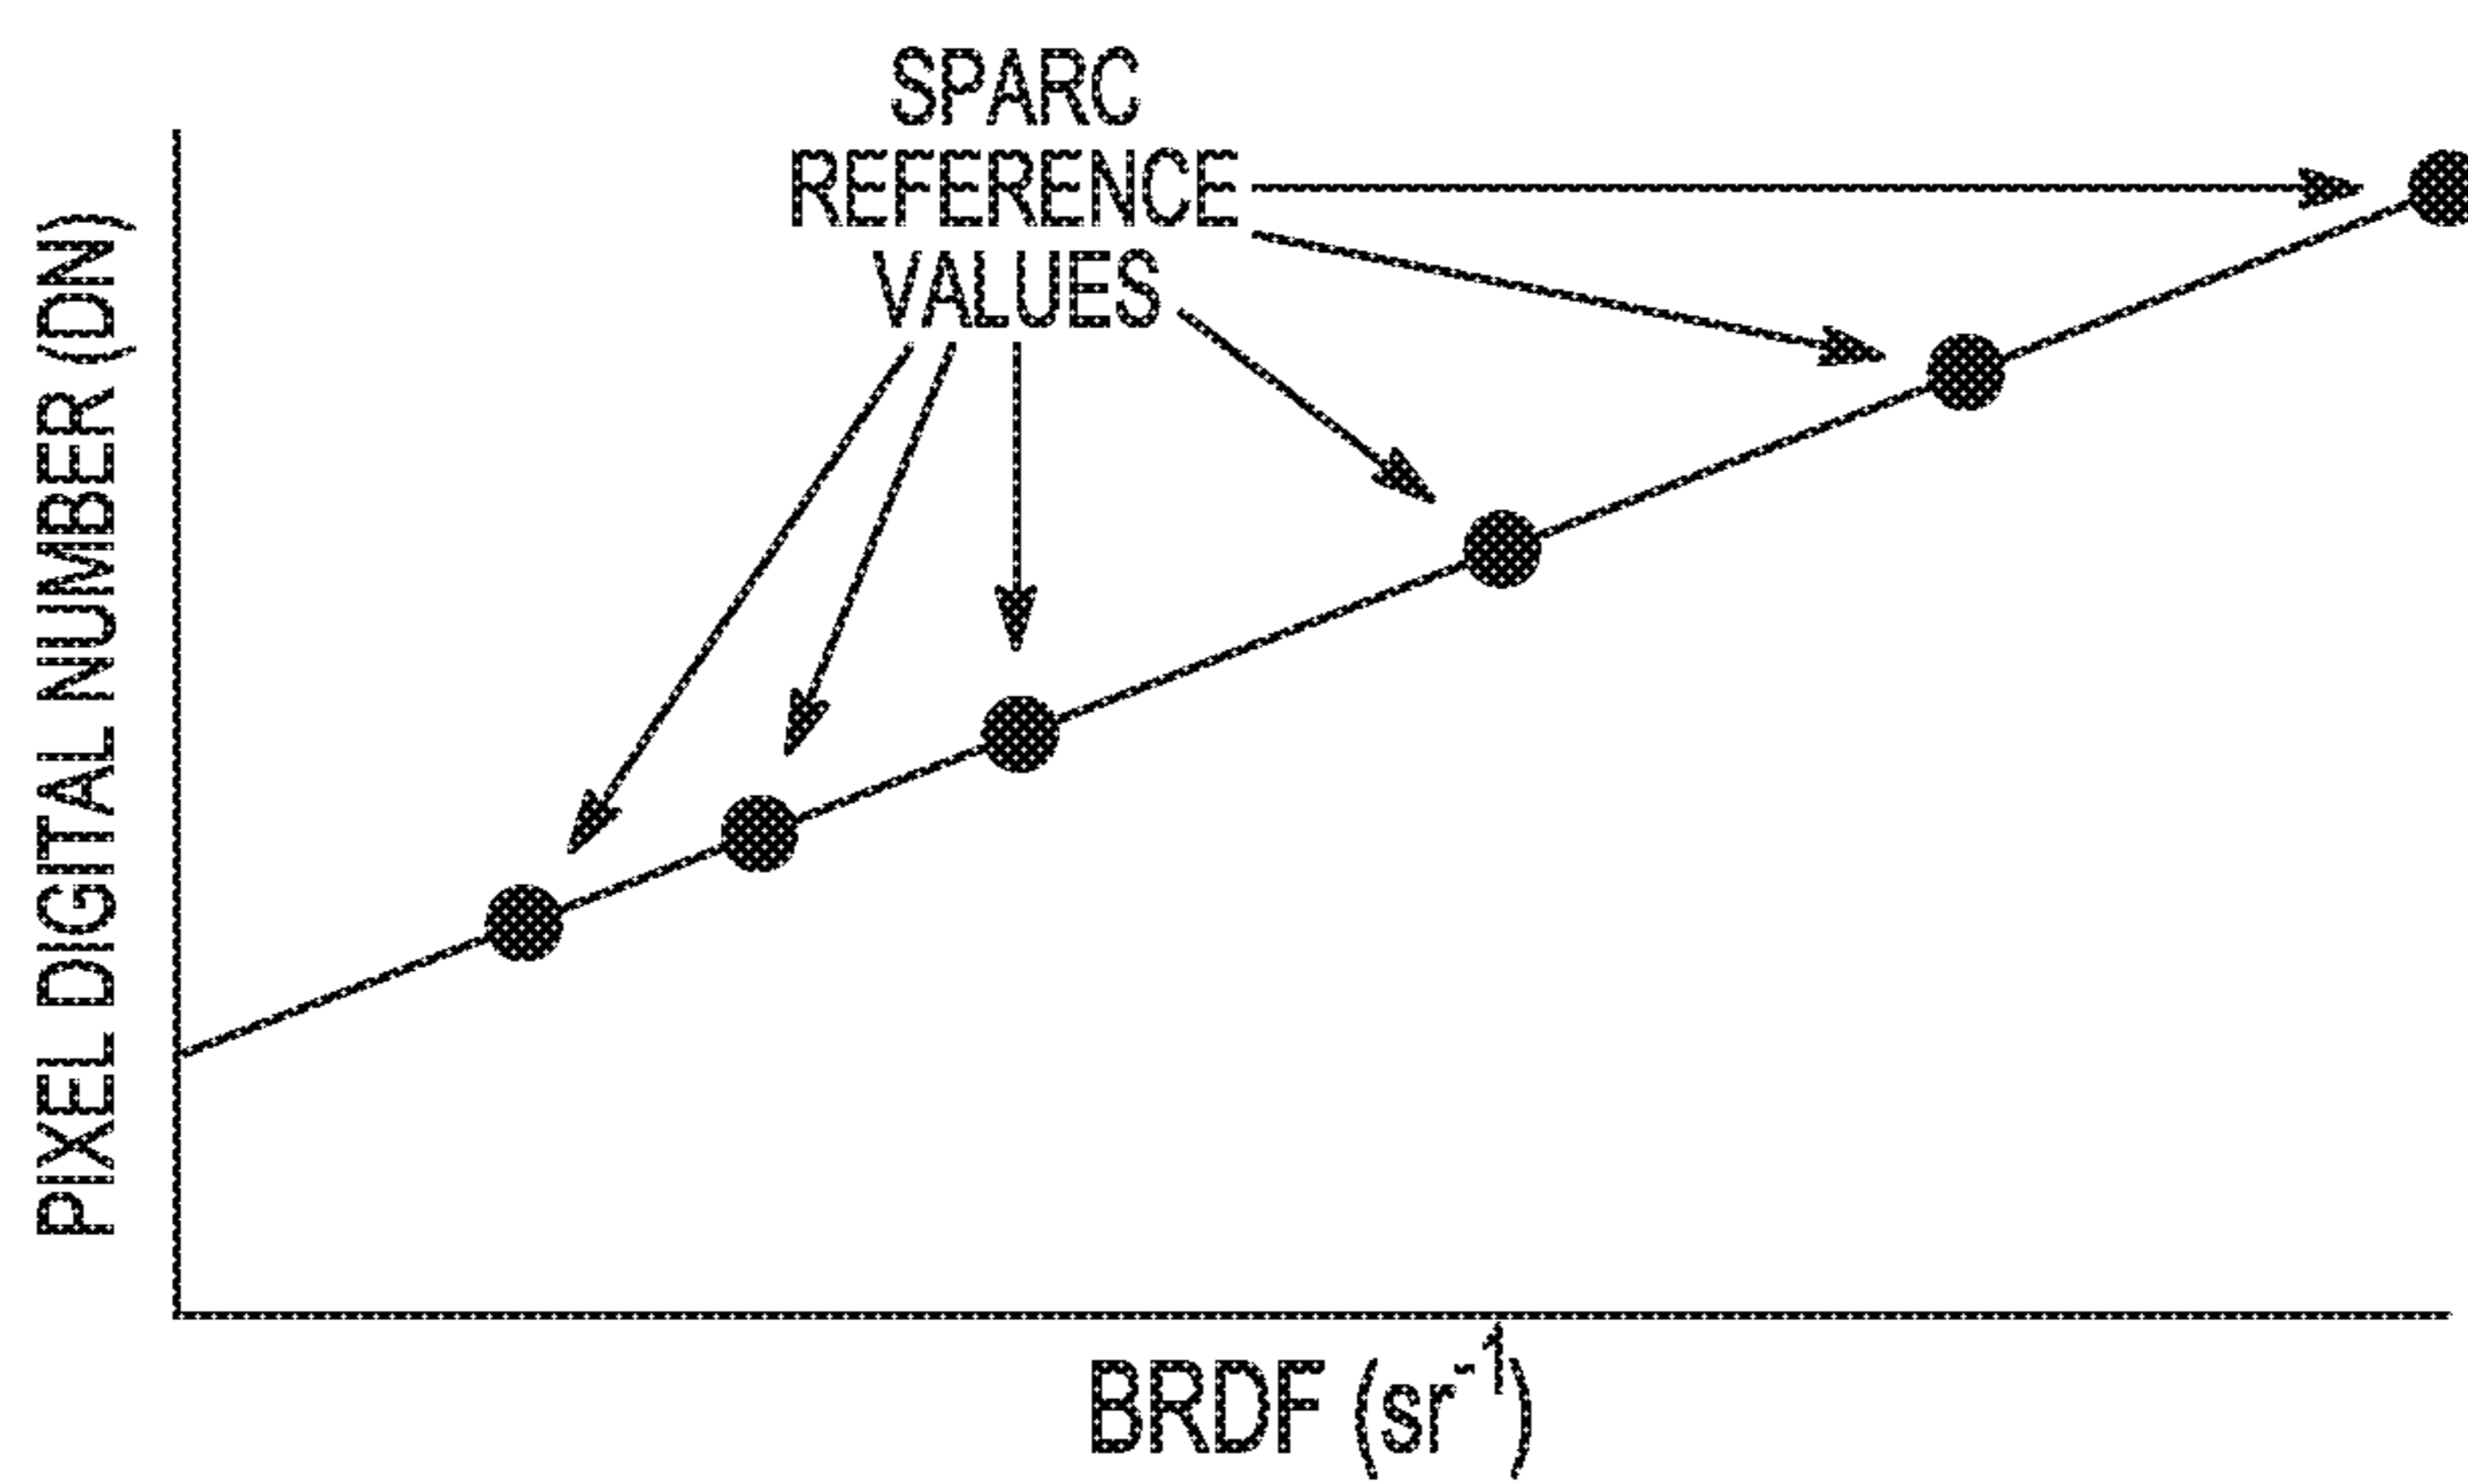 SPARC
REFERENCE
VALUES
PIXEL DIGITAL NUMBER (DN)
BRDF (sr⁻¹)